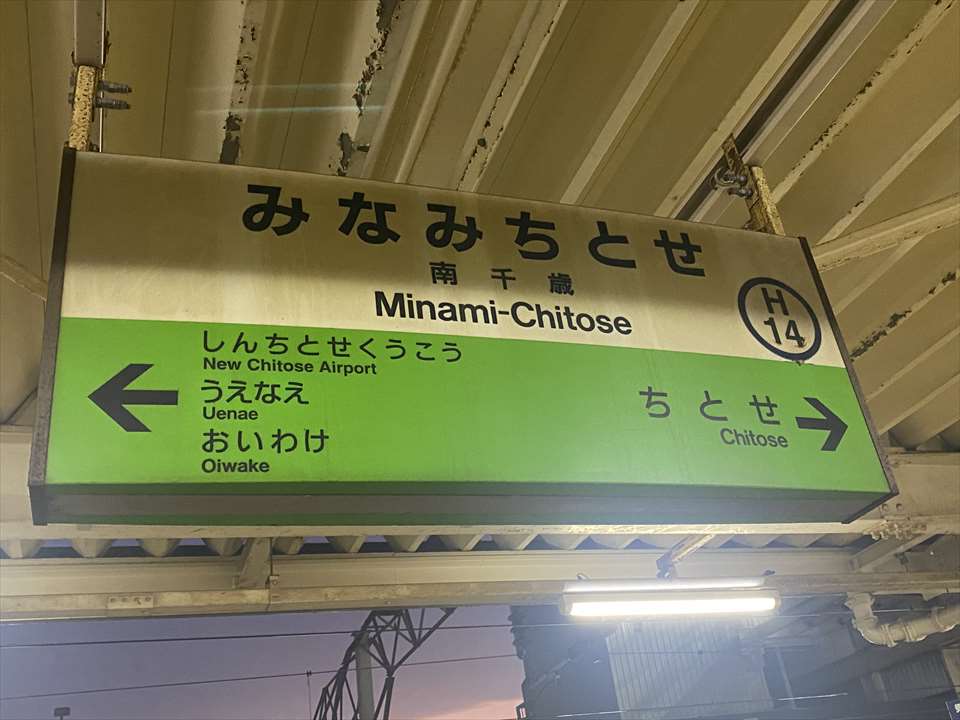 みなみちとせ
南千歳
Minami-Chitose
H
14
しんちとせくうこう
New Chitose Airport
うえなえ
Uenae
おいわけ
Oiwake
ちとせ
Chitose